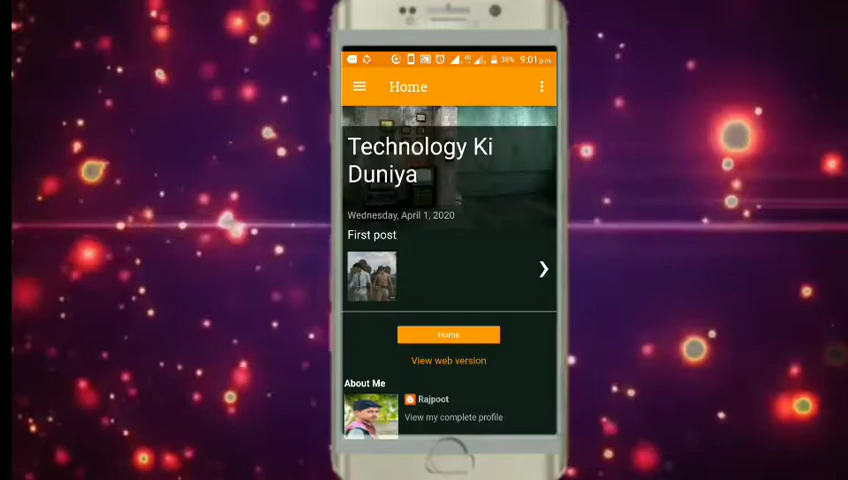 38% 9:01 p.m.
Home
Technology Ki
Duniya
Wednesday, April 1, 2020
First post
Home
View web version
About Me
Rajpoot
View my complete profile